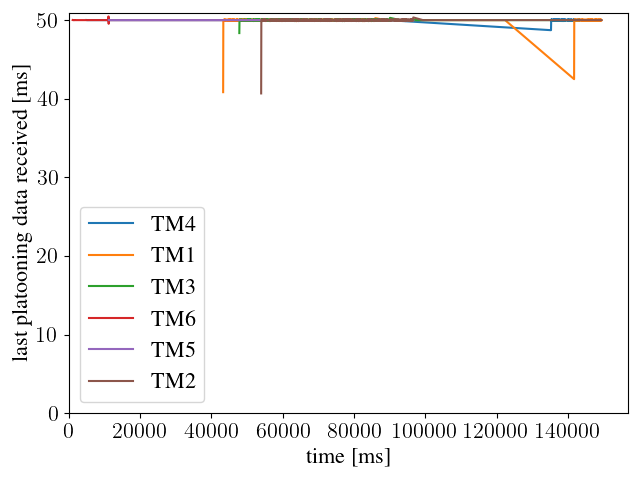 last platooning data received [ms]
50
40
30
20
10
0
TM4
TM1
TM3
TM6
TM5
TM2
0 20000 40000 60000 80000 100000 120000 140000
time [ms]